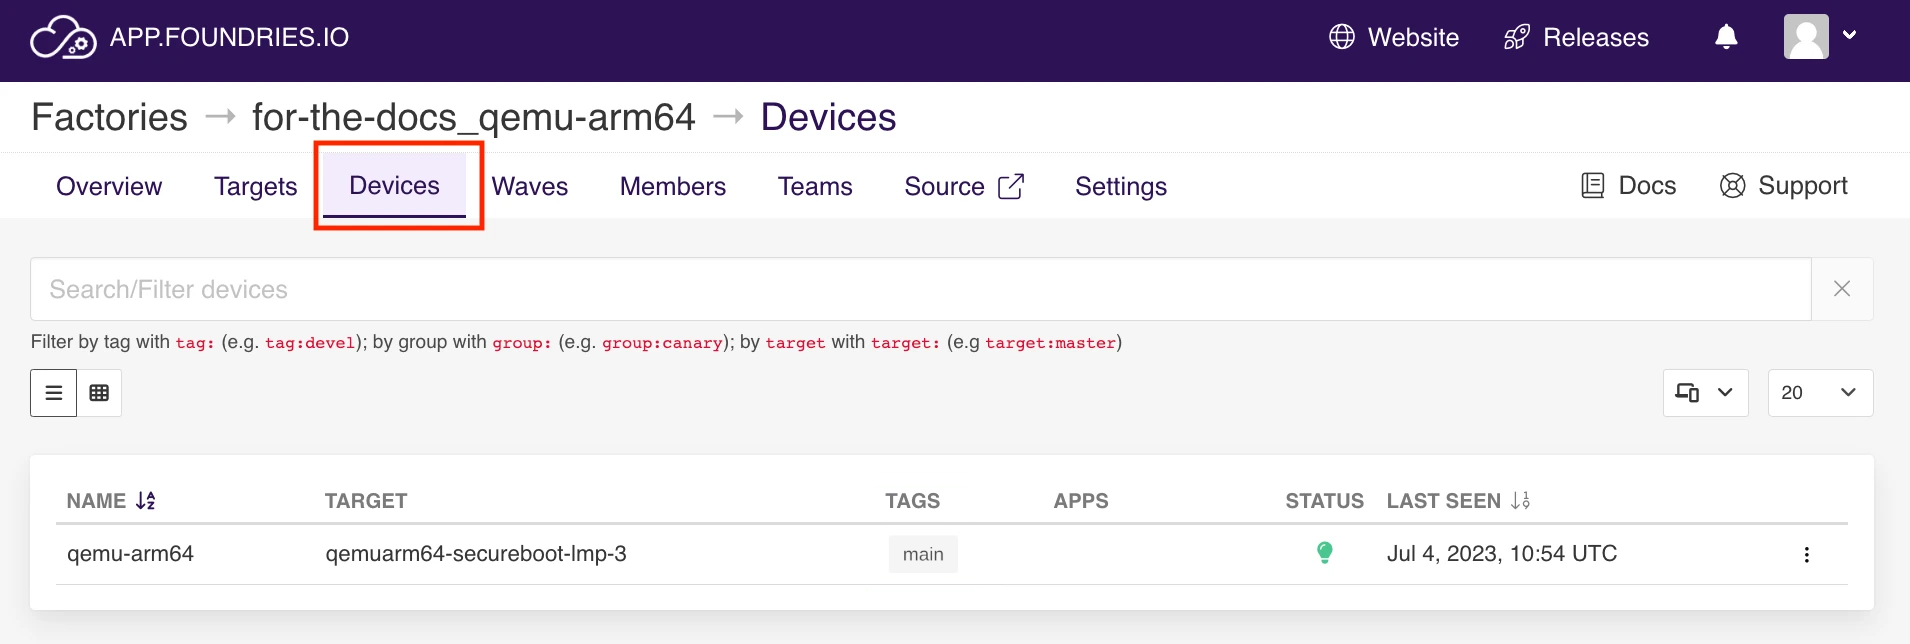 APP.FOUNDRIES.IO Website Releases
Factories → for-the-docs_qemu-arm64 → Devices
Overview Targets Devices Waves Members Teams Source Settings Docs Support
Search/Filter devices
Filter by tag with tag: (e.g. tag:devel); by group with group: (e.g. group:canary); by target with target: (e.g target:master)
20
NAME TARGET TAGS APPS STATUS LAST SEEN
qemu-arm64 qemuarm64-secureboot-lmp-3 main Jul 4, 2023, 10:54 UTC